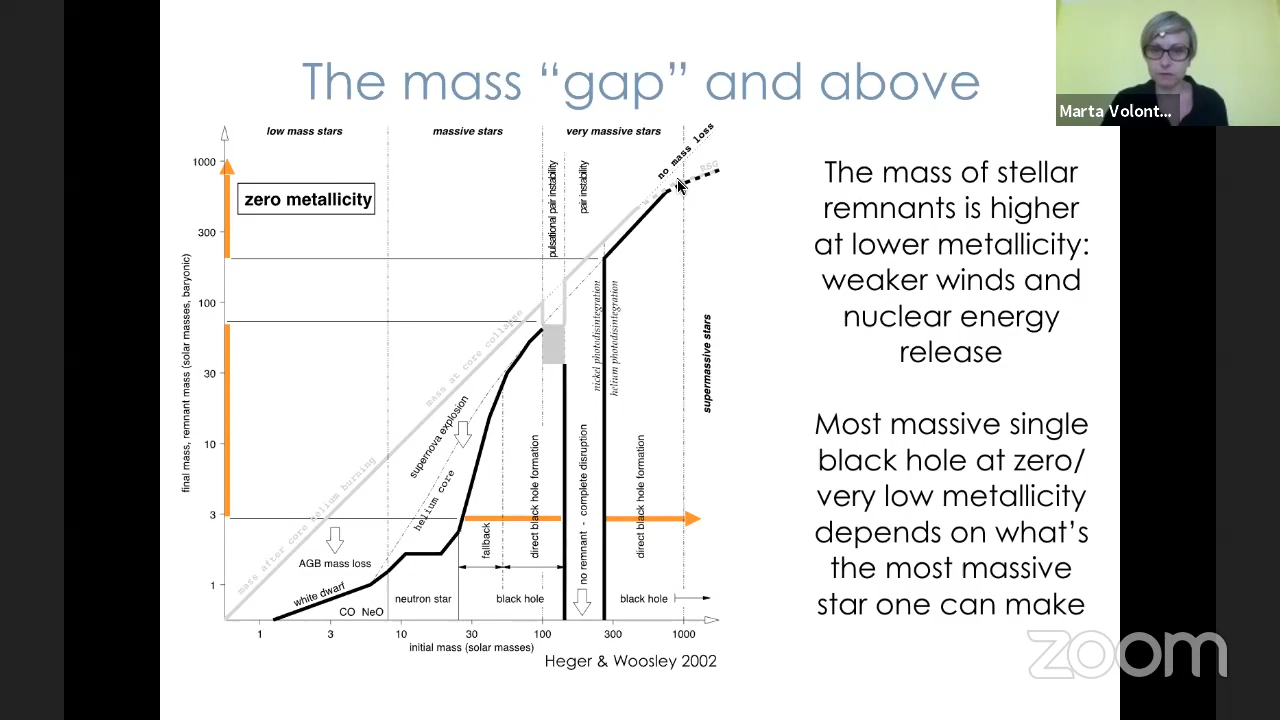 The mass “gap” and above
Marta Volont...
low mass stars
massive stars
very massive stars
zero metallicity
pulsational pair instability
pair instability
no mass loss
RSG
1000
300
100
30
10
3
1
final mass, remnant mass (solar masses, baryonic)
mass after core helium burning
mass at core collapse
supernova explosion
helium core
AGB mass loss
white dwarf
CO NeO
neutron star
fallback
direct black hole formation
black hole
no remnant - complete disruption
nickel photodisintegration
helium photodisintegration
direct black hole formation
black hole
supermassive stars
1
3
10
30
100
300
1000
initial mass (solar masses)
Heger & Woosley 2002
The mass of stellar
remnants is higher
at lower metallicity:
weaker winds and
nuclear energy
release
Most massive single
black hole at zero/
very low metallicity
depends on what’s
the most massive
star one can make
zoom